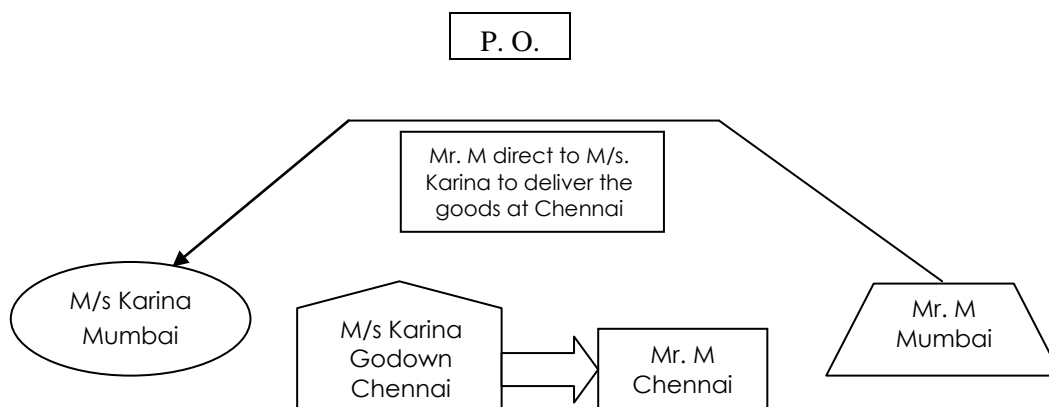 P. O.
Mr. M direct to M/s.
Karina to deliver the
goods at Chennai
M/s Karina
Mumbai
M/s Karina
Godown
Chennai
Mr. M
Chennai
Mr. M
Mumbai